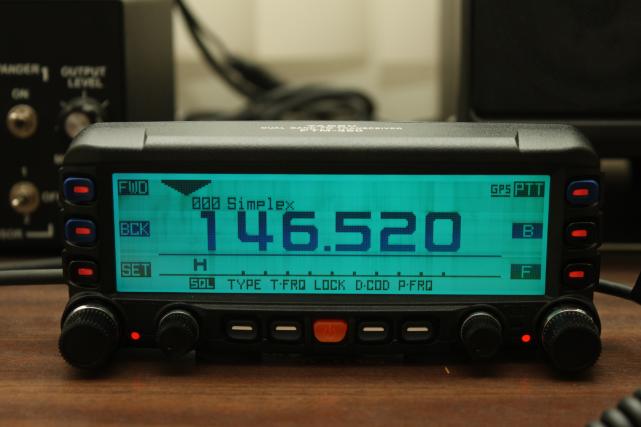 OUTPUT
LEVEL
ON
FWD
GPS PTT
000 Simplex
BCK
146.520
B
SET
H
F
SQL TYPE T·FRQ LOCK D·COD P·FRQ